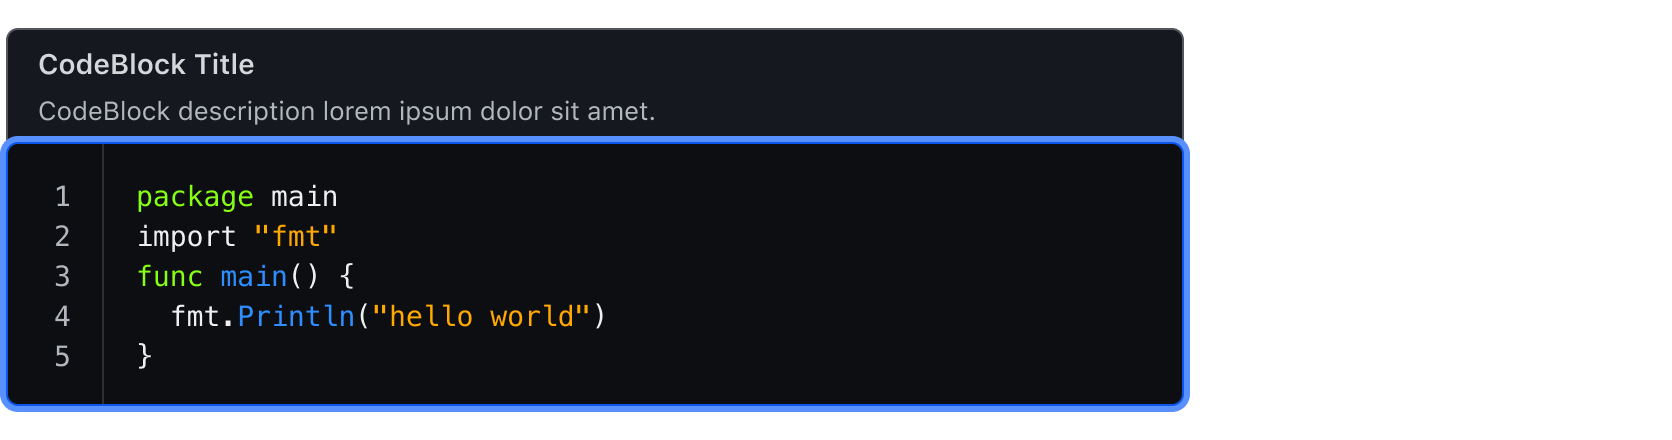 CodeBlock Title
CodeBlock description lorem ipsum dolor sit amet.
1 package main
2 import "fmt"
3 func main() {
4   fmt.Println("hello world")
5 }